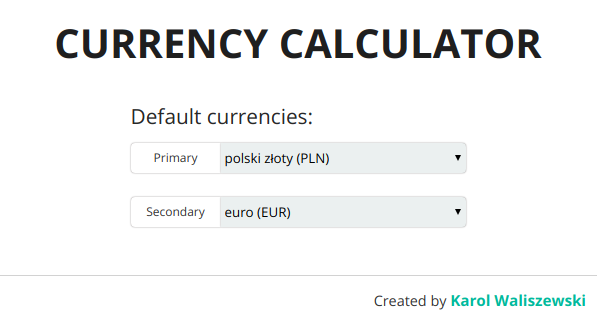 CURRENCY CALCULATOR
Default currencies:
Primary polski złoty (PLN)
Secondary euro (EUR)
Created by Karol Waliszewski